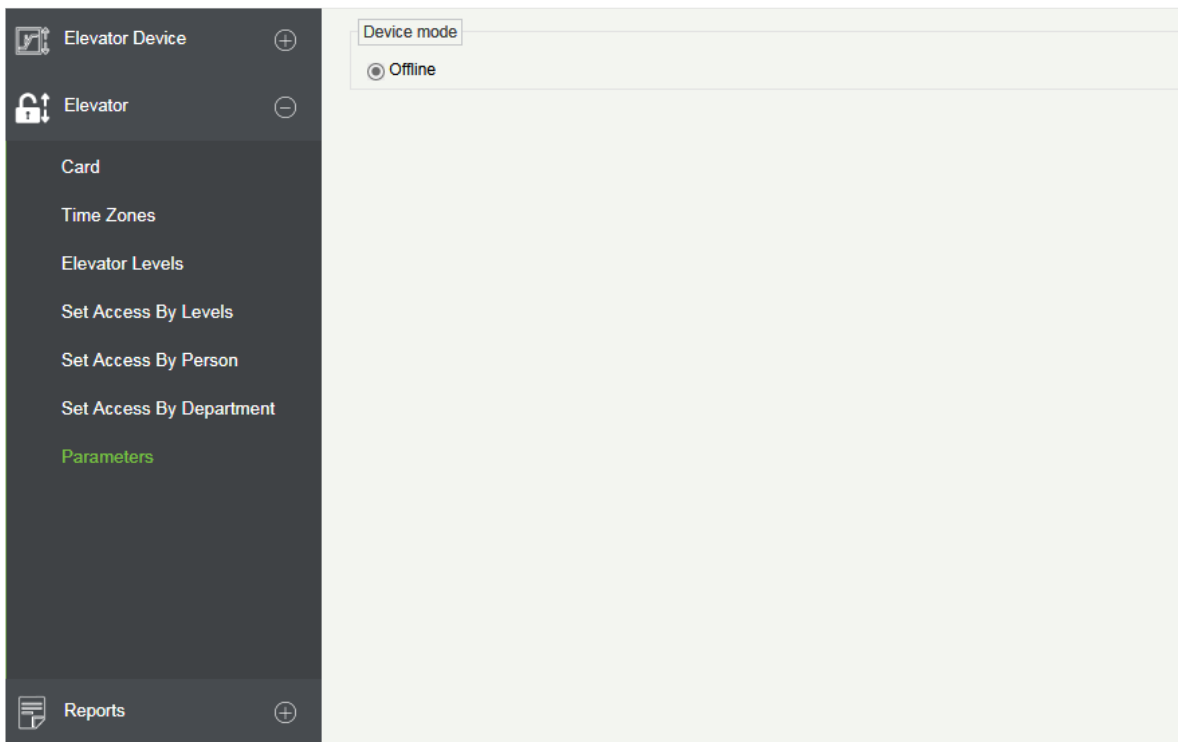 Elevator Device
Elevator
Card
Time Zones
Elevator Levels
Set Access By Levels
Set Access By Person
Set Access By Department
Parameters
Reports
Device mode
Offline